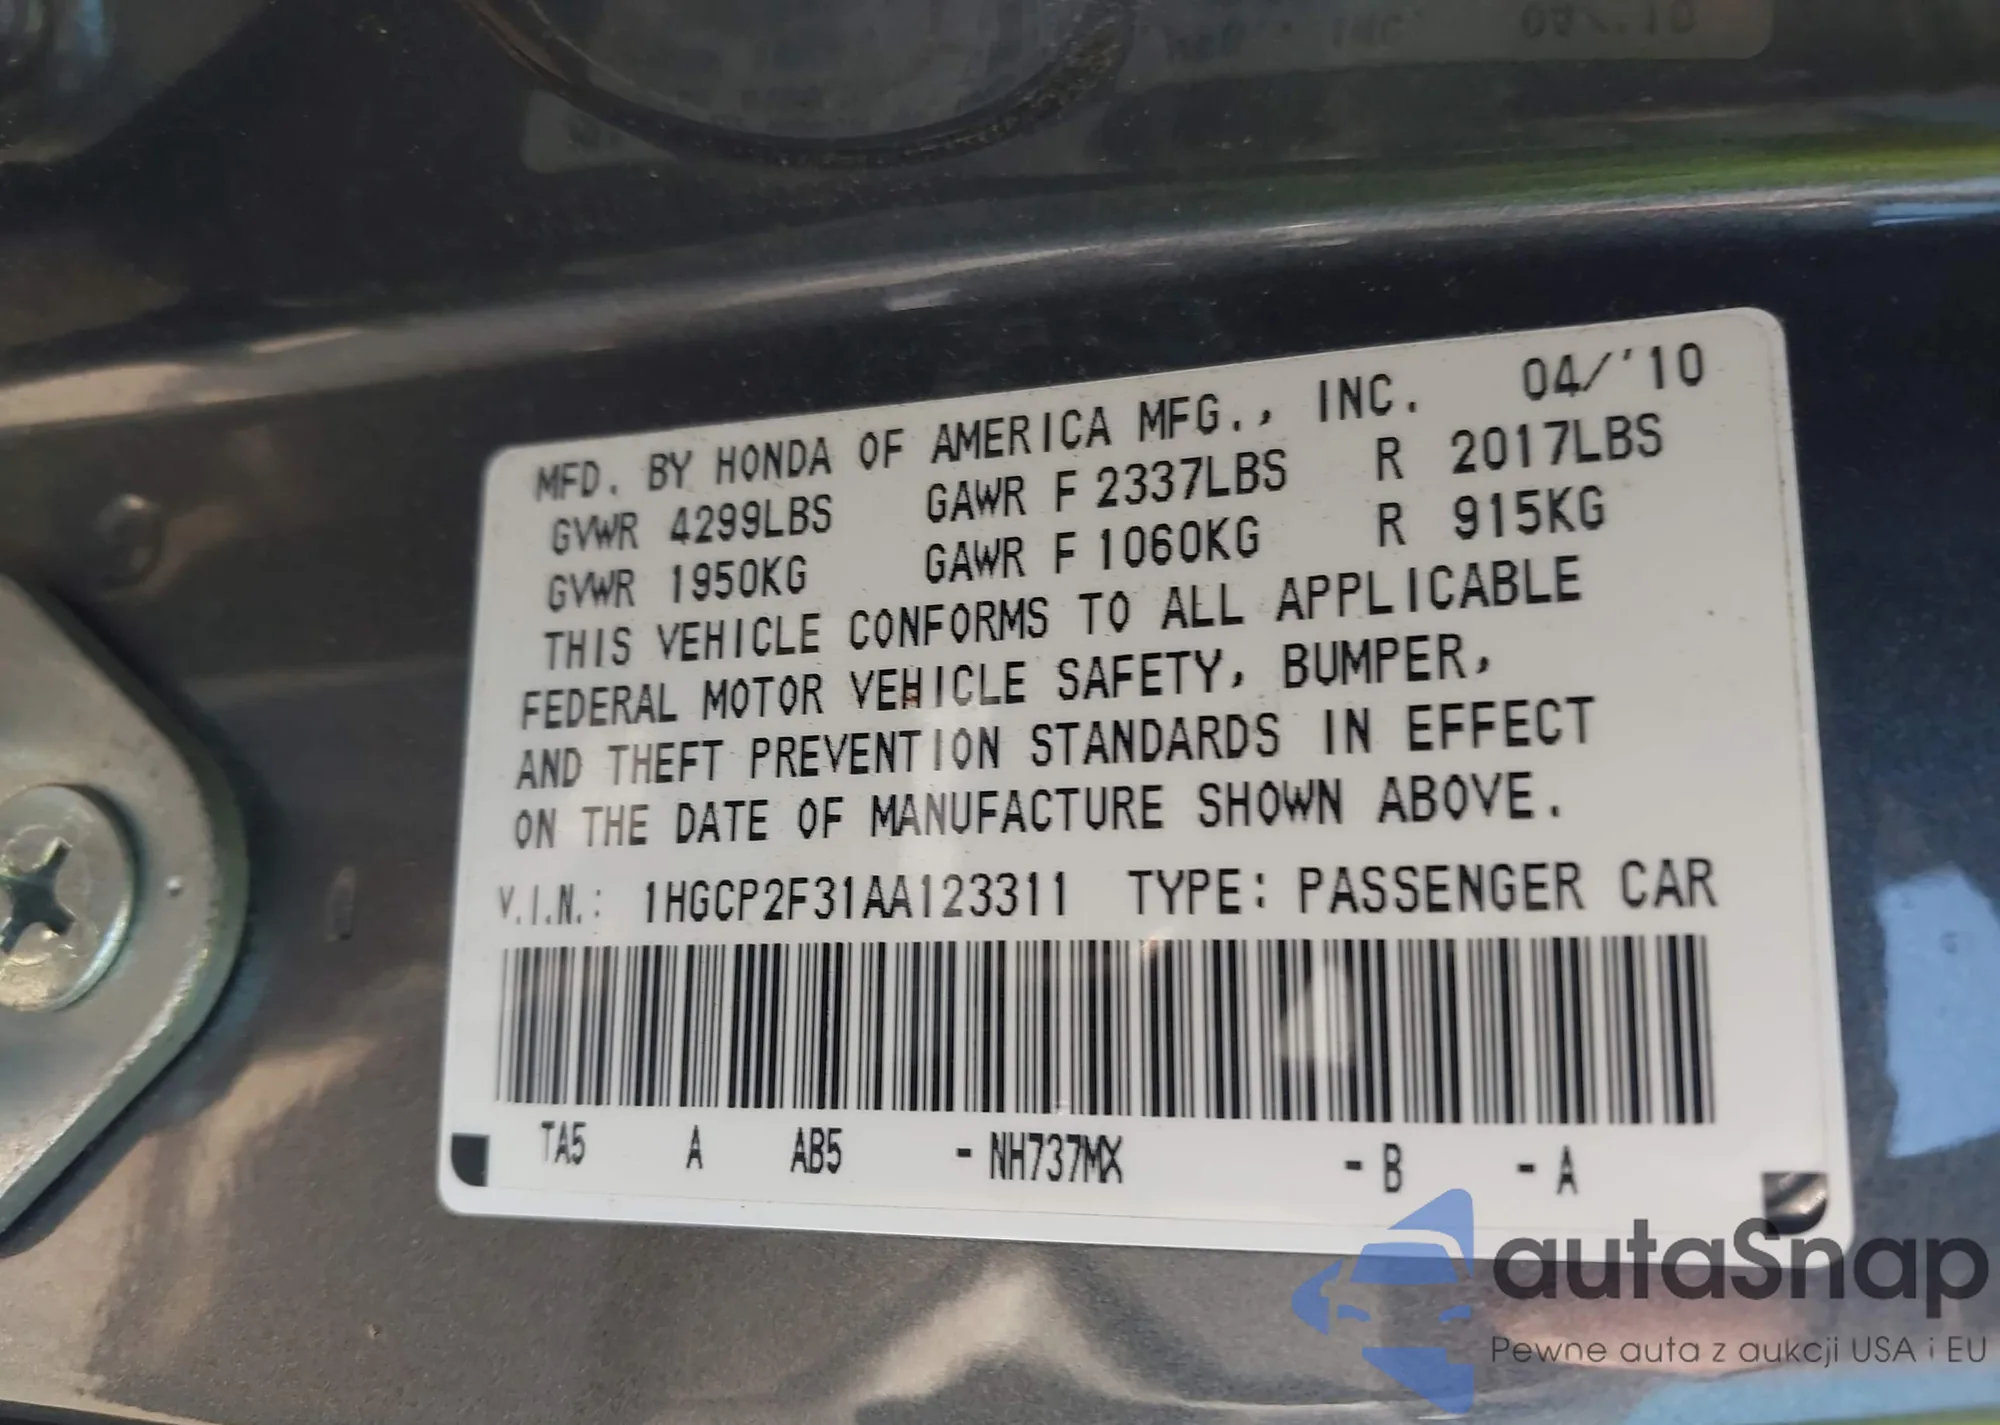 MFD. BY HONDA OF AMERICA MFG., INC. 04/'10
GVWR 4299LBS GAWR F 2337LBS R 2017LBS
GVWR 1950KG GAWR F 1060KG R 915KG
THIS VEHICLE CONFORMS TO ALL APPLICABLE
FEDERAL MOTOR VEHICLE SAFETY, BUMPER,
AND THEFT PREVENTION STANDARDS IN EFFECT
ON THE DATE OF MANUFACTURE SHOWN ABOVE.
V.I.N.: 1HGCP2F31AA123311 TYPE: PASSENGER CAR
TA5 A AB5 -NH737MX -B -A
autaSnap
Pewne auta z aukcji USA i EU